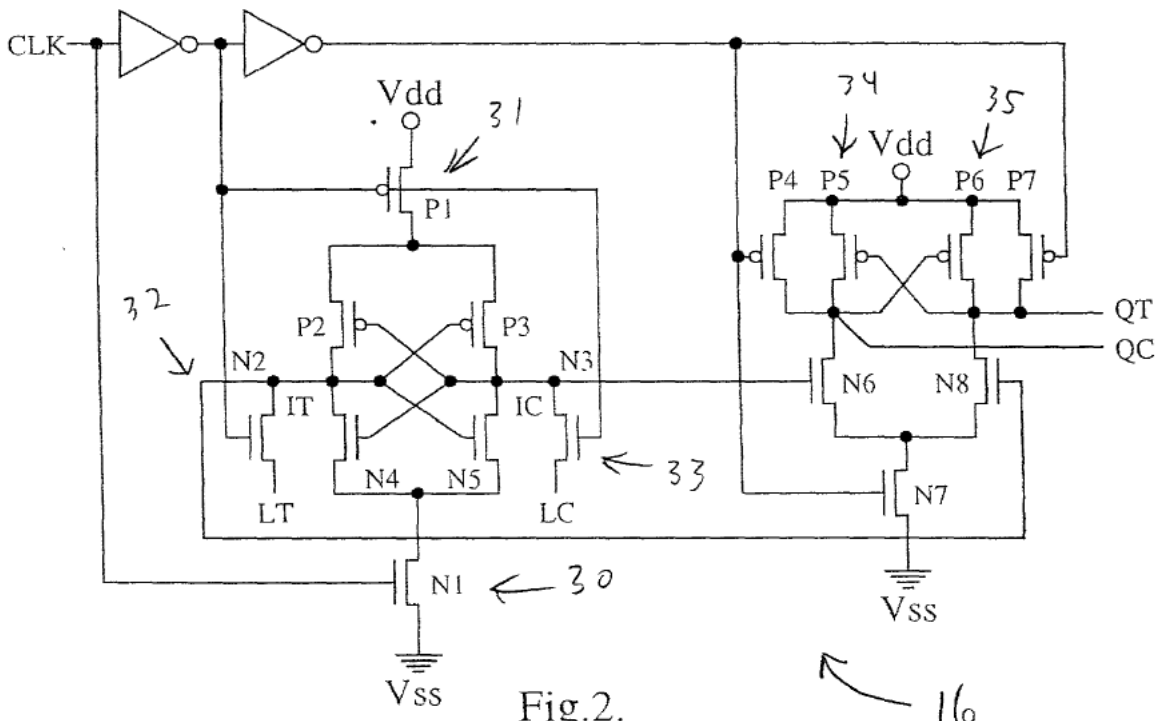 CLK
Vdd
31
34
35
Vdd
P4 P5 P6 P7
P1
32
P2 P3
QT
QC
N2 N3
IT IC
N6 N8
N4 N5
33
LT LC
N7
N1
30
Vss
Vss
Fig.2.
16